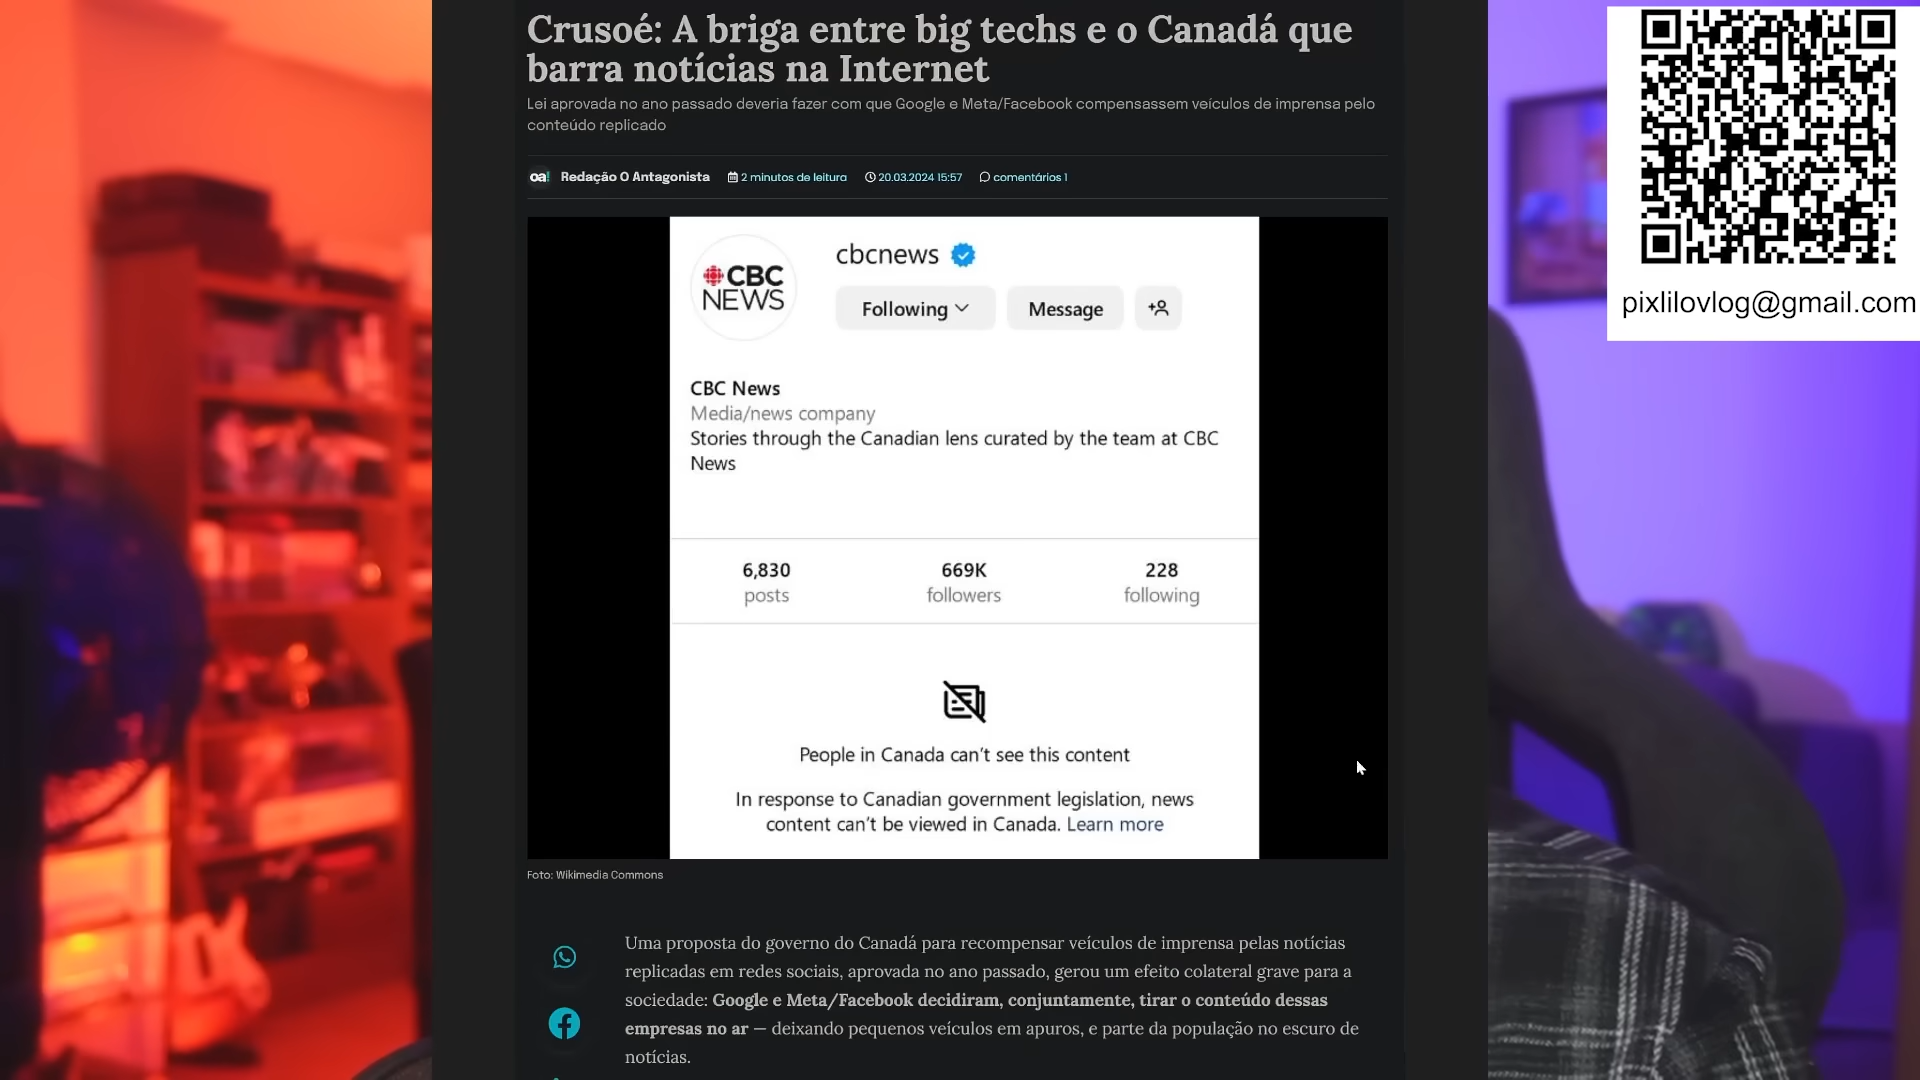 Crusoé: A briga entre big techs e o Canadá que
barra notícias na Internet
Lei aprovada no ano passado deveria fazer com que Google e Meta/Facebook compensassem veículos de imprensa pelo
conteúdo replicado
oa! Redação O Antagonista 2 minutos de leitura 20.03.2024 15:57 comentários 1
pixlilovlog@gmail.com
CBC
NEWS
cbcnews
Following Message
CBC News
Media/news company
Stories through the Canadian lens curated by the team at CBC
News
6,830 669K 228
posts followers following
People in Canada can't see this content
In response to Canadian government legislation, news
content can't be viewed in Canada. Learn more
Foto: Wikimedia Commons
Uma proposta do governo do Canadá para recompensar veículos de imprensa pelas notícias
replicadas em redes sociais, aprovada no ano passado, gerou um efeito colateral grave para a
sociedade: Google e Meta/Facebook decidiram, conjuntamente, tirar o conteúdo dessas
empresas no ar — deixando pequenos veículos em apuros, e parte da população no escuro de
notícias.